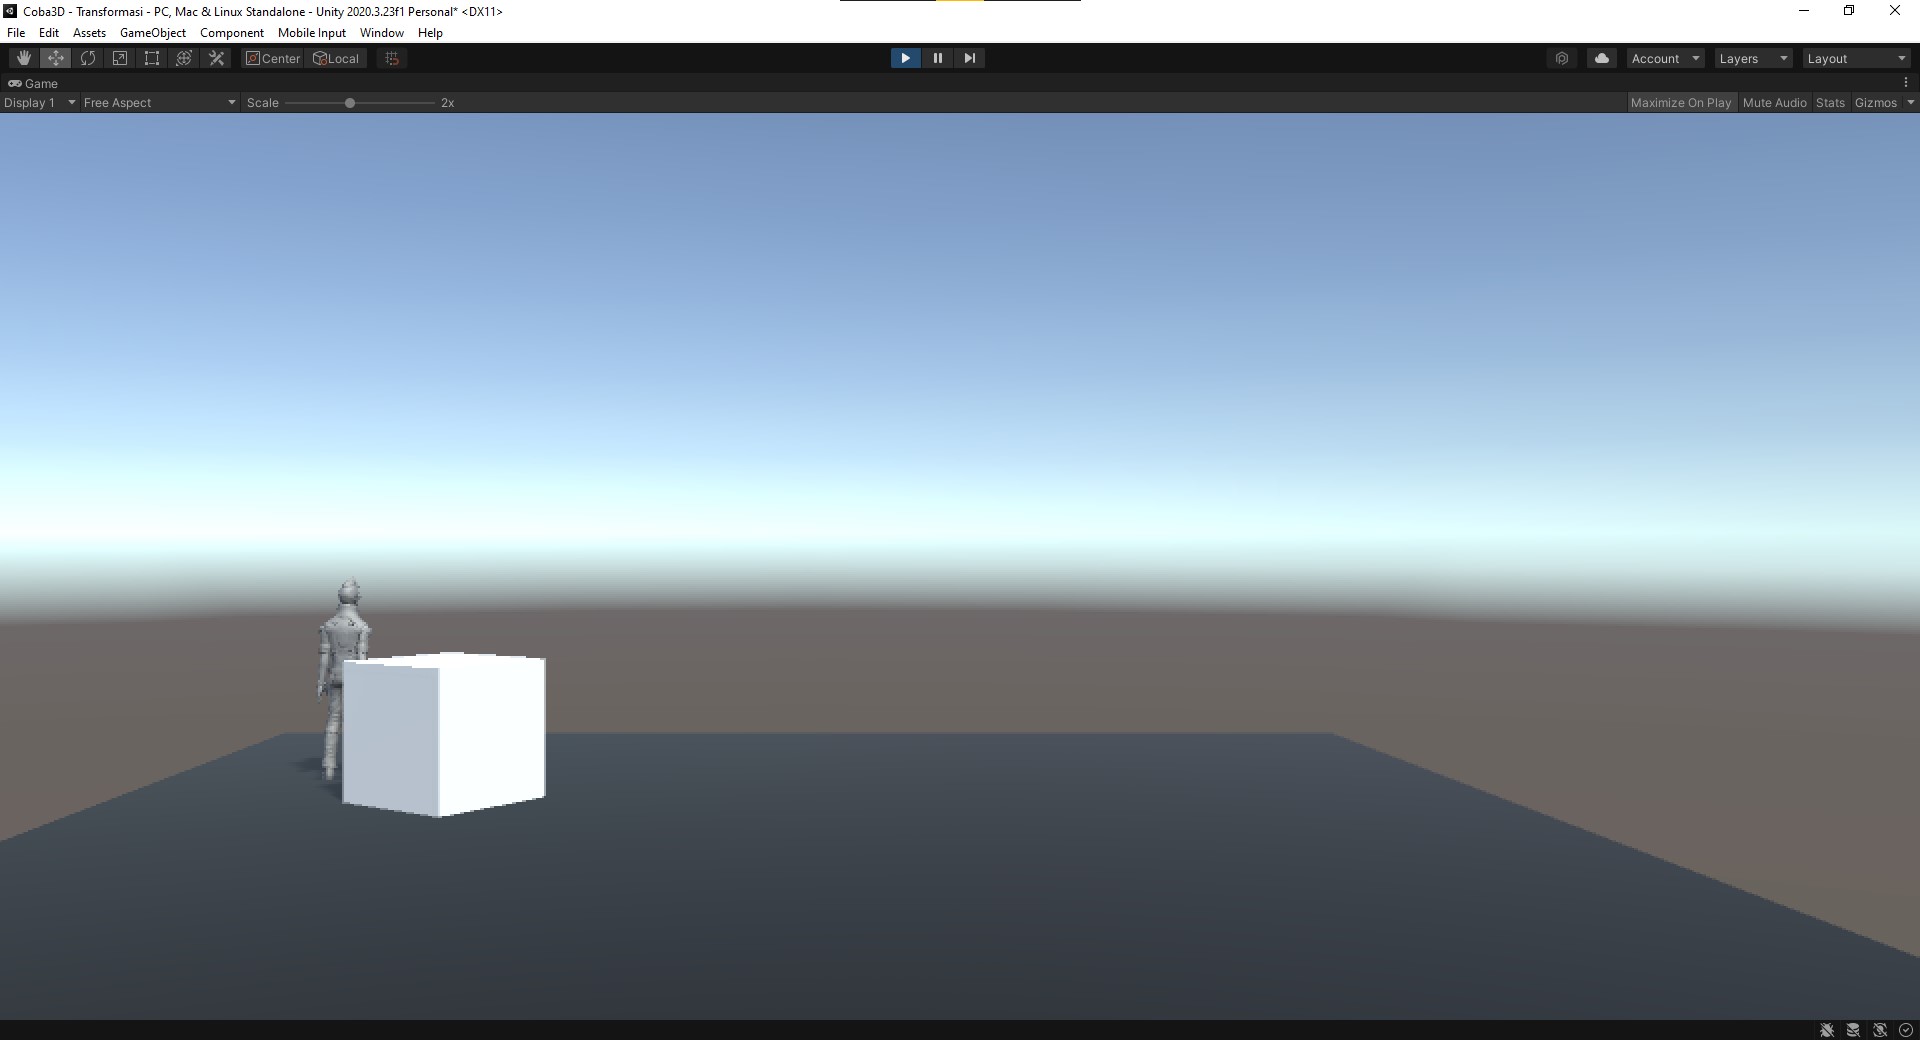 Coba3D - Transformasi - PC, Mac & Linux Standalone - Unity 2020.3.23f1 Personal* <DX11>
File Edit Assets GameObject Component Mobile Input Window Help
Center Local Account Layers Layout
Game
Display 1 Free Aspect Scale 2x Maximize On Play Mute Audio Stats Gizmos